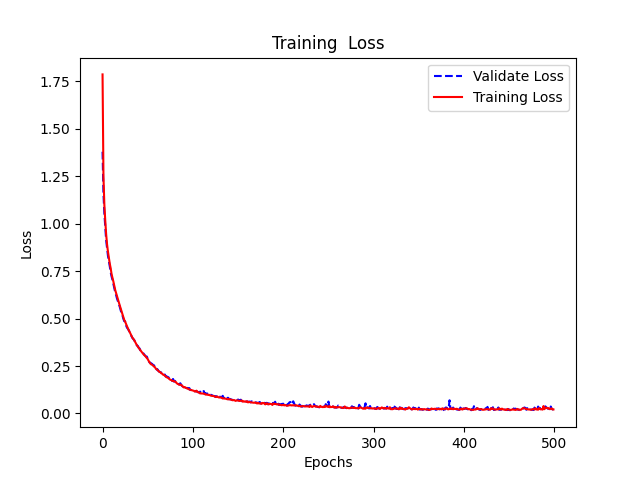 Training  Loss
Validate Loss
Training Loss
1.75
1.50
1.25
1.00
0.75
0.50
0.25
0.00
Loss
0 100 200 300 400 500
Epochs